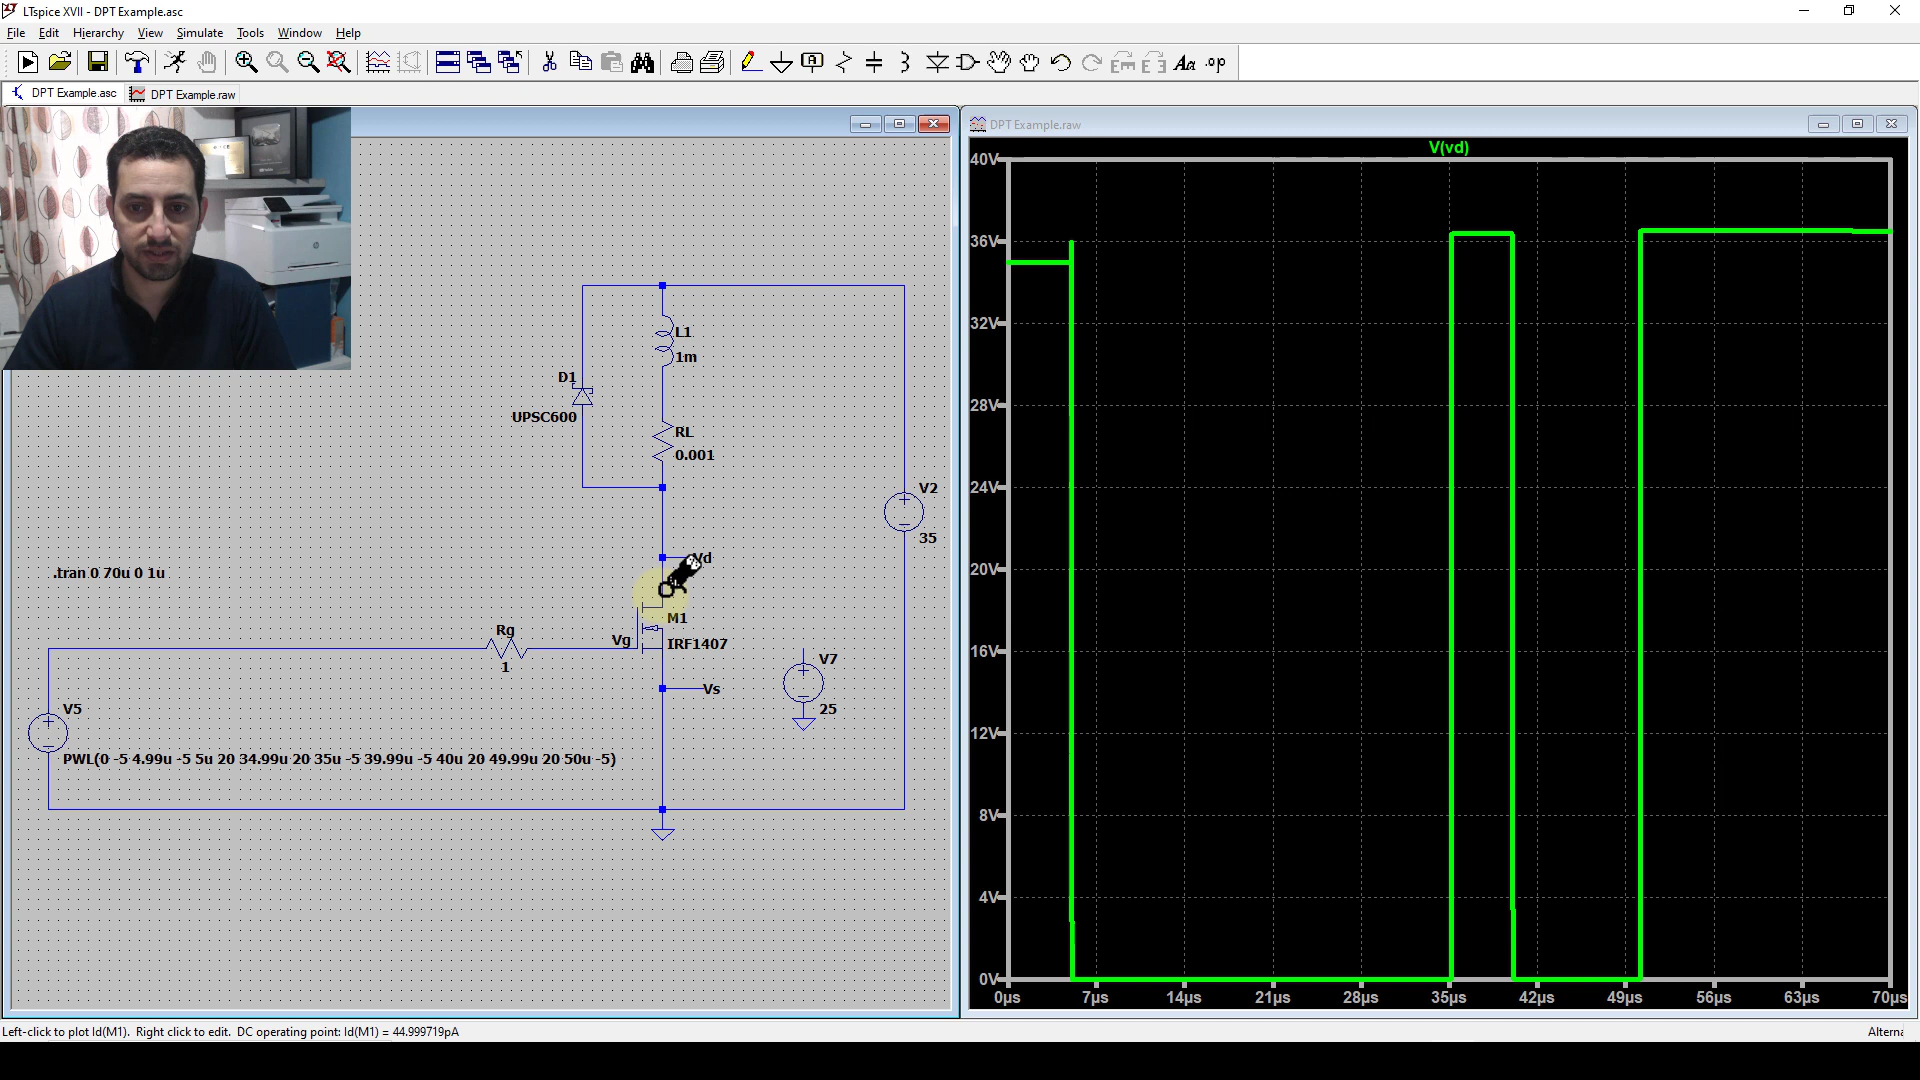 LTspice XVII - DPT Example.asc
File Edit Hierarchy View Simulate Tools Window Help
DPT Example.asc DPT Example.raw
DPT Example.raw
V(vd)
40V
36V
32V
28V
24V
20V
16V
12V
8V
4V
0V
0µs 7µs 14µs 21µs 28µs 35µs 42µs 49µs 56µs 63µs 70µs
L1
1m
D1
UPSC600
RL
0.001
V2
35
Vd
.tran 0 70u 0 1u
M1
Rg
Vg
IRF1407
1
V7
25
Vs
V5
PWL(0 -5 4.99u -5 5u 20 34.99u 20 35u -5 39.99u -5 40u 20 49.99u 20 50u -5)
Left-click to plot Id(M1). Right click to edit. DC operating point: Id(M1) = 44.999719pA
Alterna